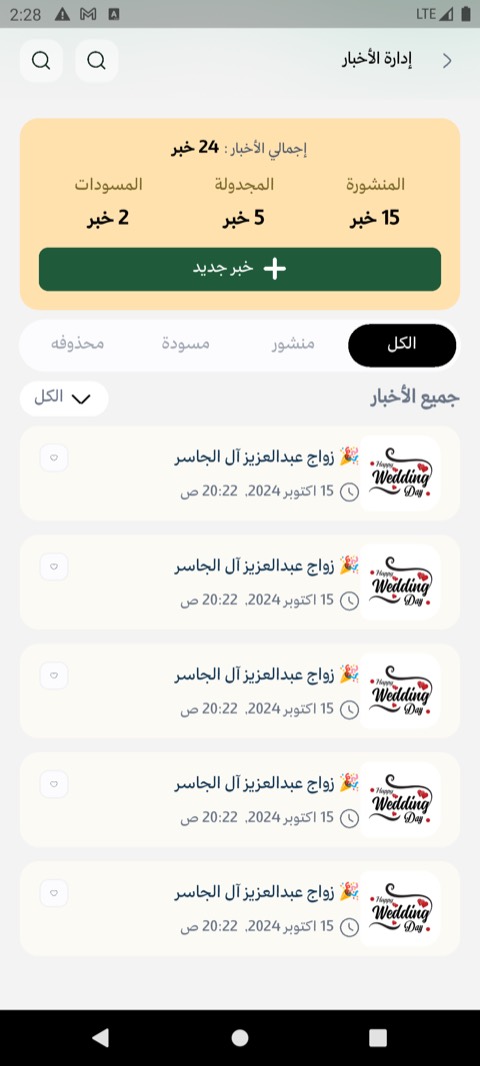 2:28
LTE
إدارة الأخبار
إجمالي الأخبار : 24 خبر
المنشورة
المجدولة
المسودات
15 خبر
5 خبر
2 خبر
خبر جديد
الكل
منشور
مسودة
محذوفه
جميع الأخبار
الكل
Happy
Wedding
Day
🎉 زواج عبدالعزيز آل الجاسر
15 اكتوبر 2024، 20:22 ص
Happy
Wedding
Day
🎉 زواج عبدالعزيز آل الجاسر
15 اكتوبر 2024، 20:22 ص
Happy
Wedding
Day
🎉 زواج عبدالعزيز آل الجاسر
15 اكتوبر 2024، 20:22 ص
Happy
Wedding
Day
🎉 زواج عبدالعزيز آل الجاسر
15 اكتوبر 2024، 20:22 ص
Happy
Wedding
Day
🎉 زواج عبدالعزيز آل الجاسر
15 اكتوبر 2024، 20:22 ص